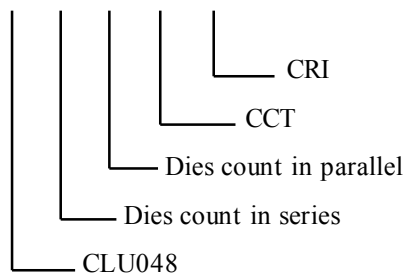 CRI
CCT
Dies count in parallel
Dies count in series
CLU048